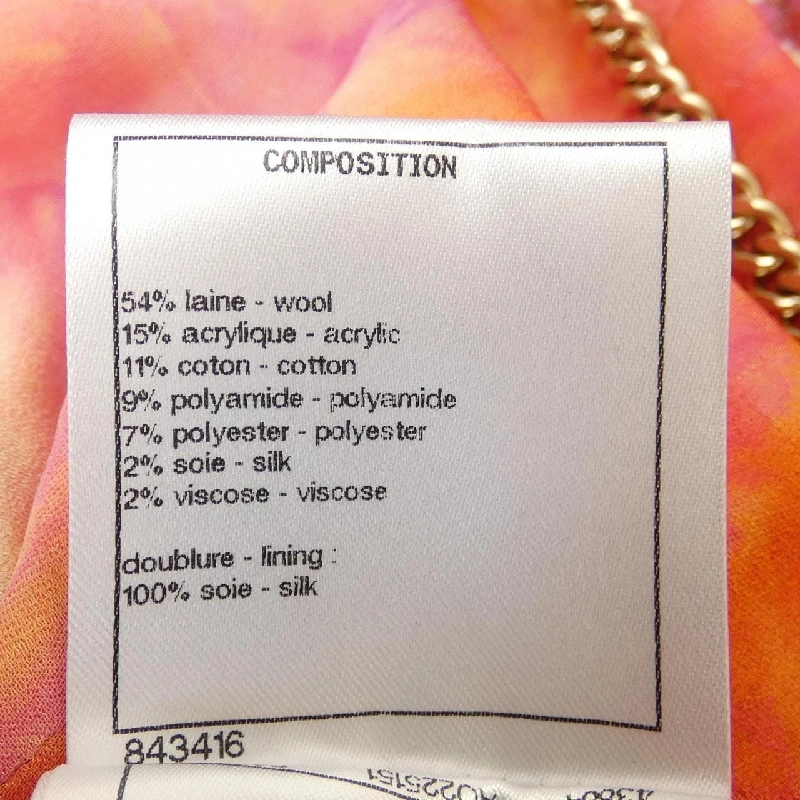 COMPOSITION
54% laine - wool
15% acrylique - acrylic
11% coton - cotton
9% polyamide - polyamide
7% polyester - polyester
2% soie - silk
2% viscose - viscose
doublure - lining :
100% soie - silk
843416